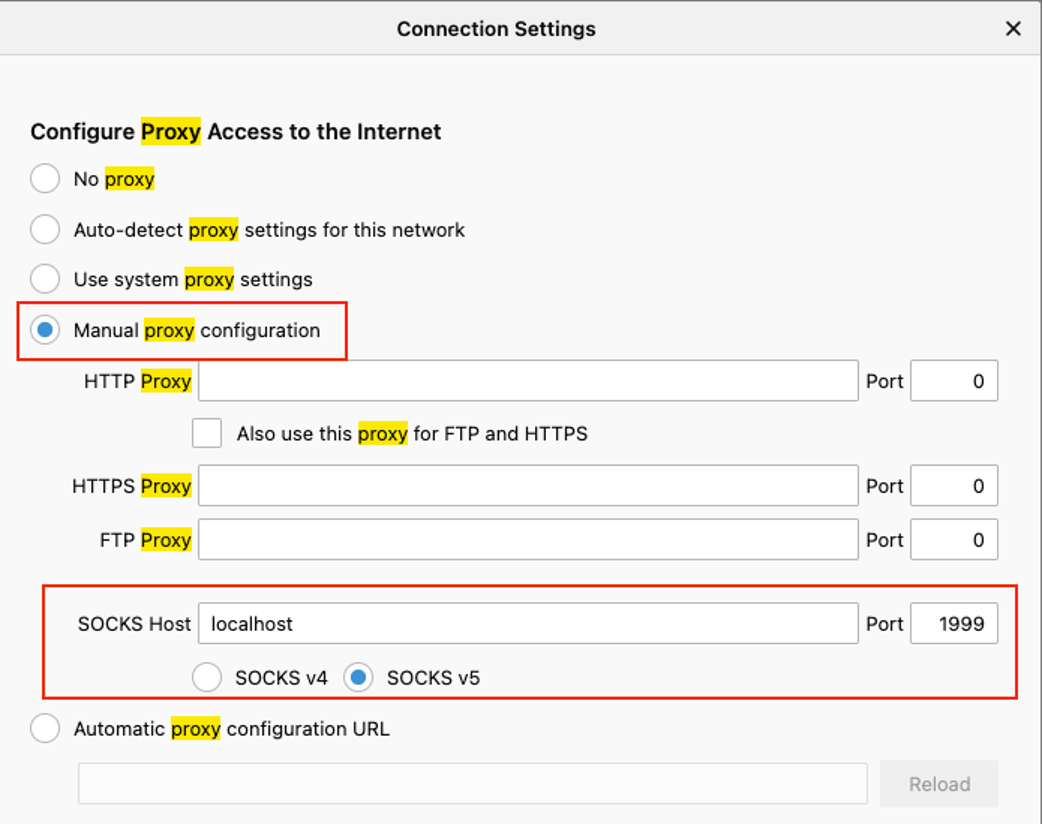 Connection Settings
Configure Proxy Access to the Internet
No proxy
Auto-detect proxy settings for this network
Use system proxy settings
Manual proxy configuration
HTTP Proxy Port 0
Also use this proxy for FTP and HTTPS
HTTPS Proxy Port 0
FTP Proxy Port 0
SOCKS Host localhost Port 1999
SOCKS v4 SOCKS v5
Automatic proxy configuration URL
Reload